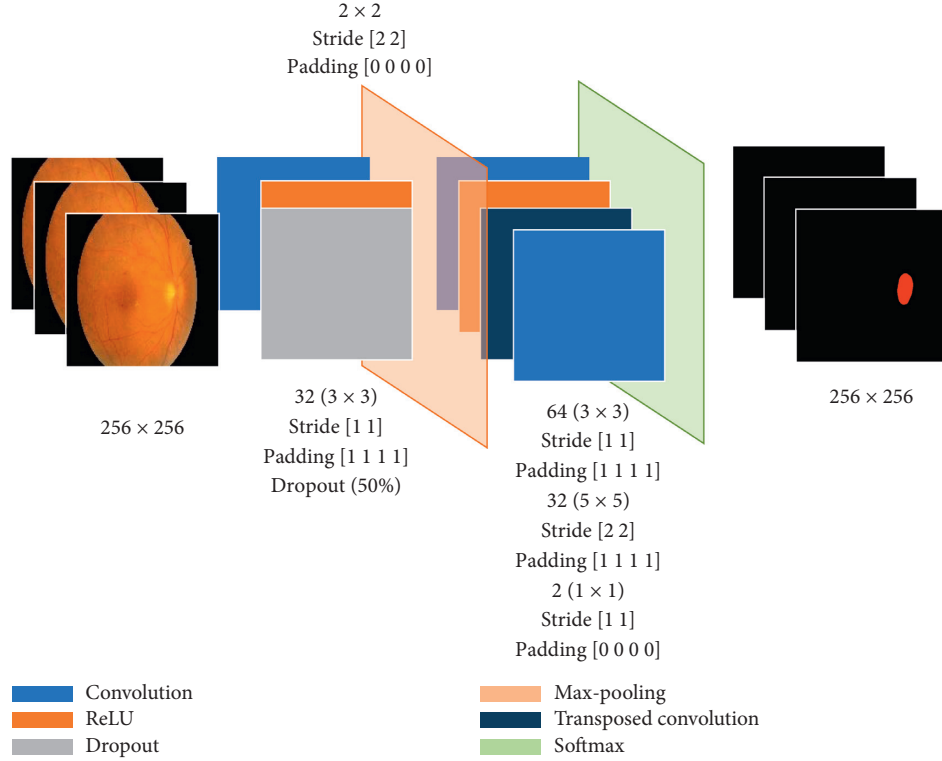 2 × 2
Stride [2 2]
Padding [0 0 0 0]
256 × 256
32 (3 × 3)
Stride [1 1]
Padding [1 1 1 1]
Dropout (50%)
64 (3 × 3)
Stride [1 1]
Padding [1 1 1 1]
32 (5 × 5)
Stride [2 2]
Padding [1 1 1 1]
2 (1 × 1)
Stride [1 1]
Padding [0 0 0 0]
256 × 256
Convolution
ReLU
Dropout
Max-pooling
Transposed convolution
Softmax